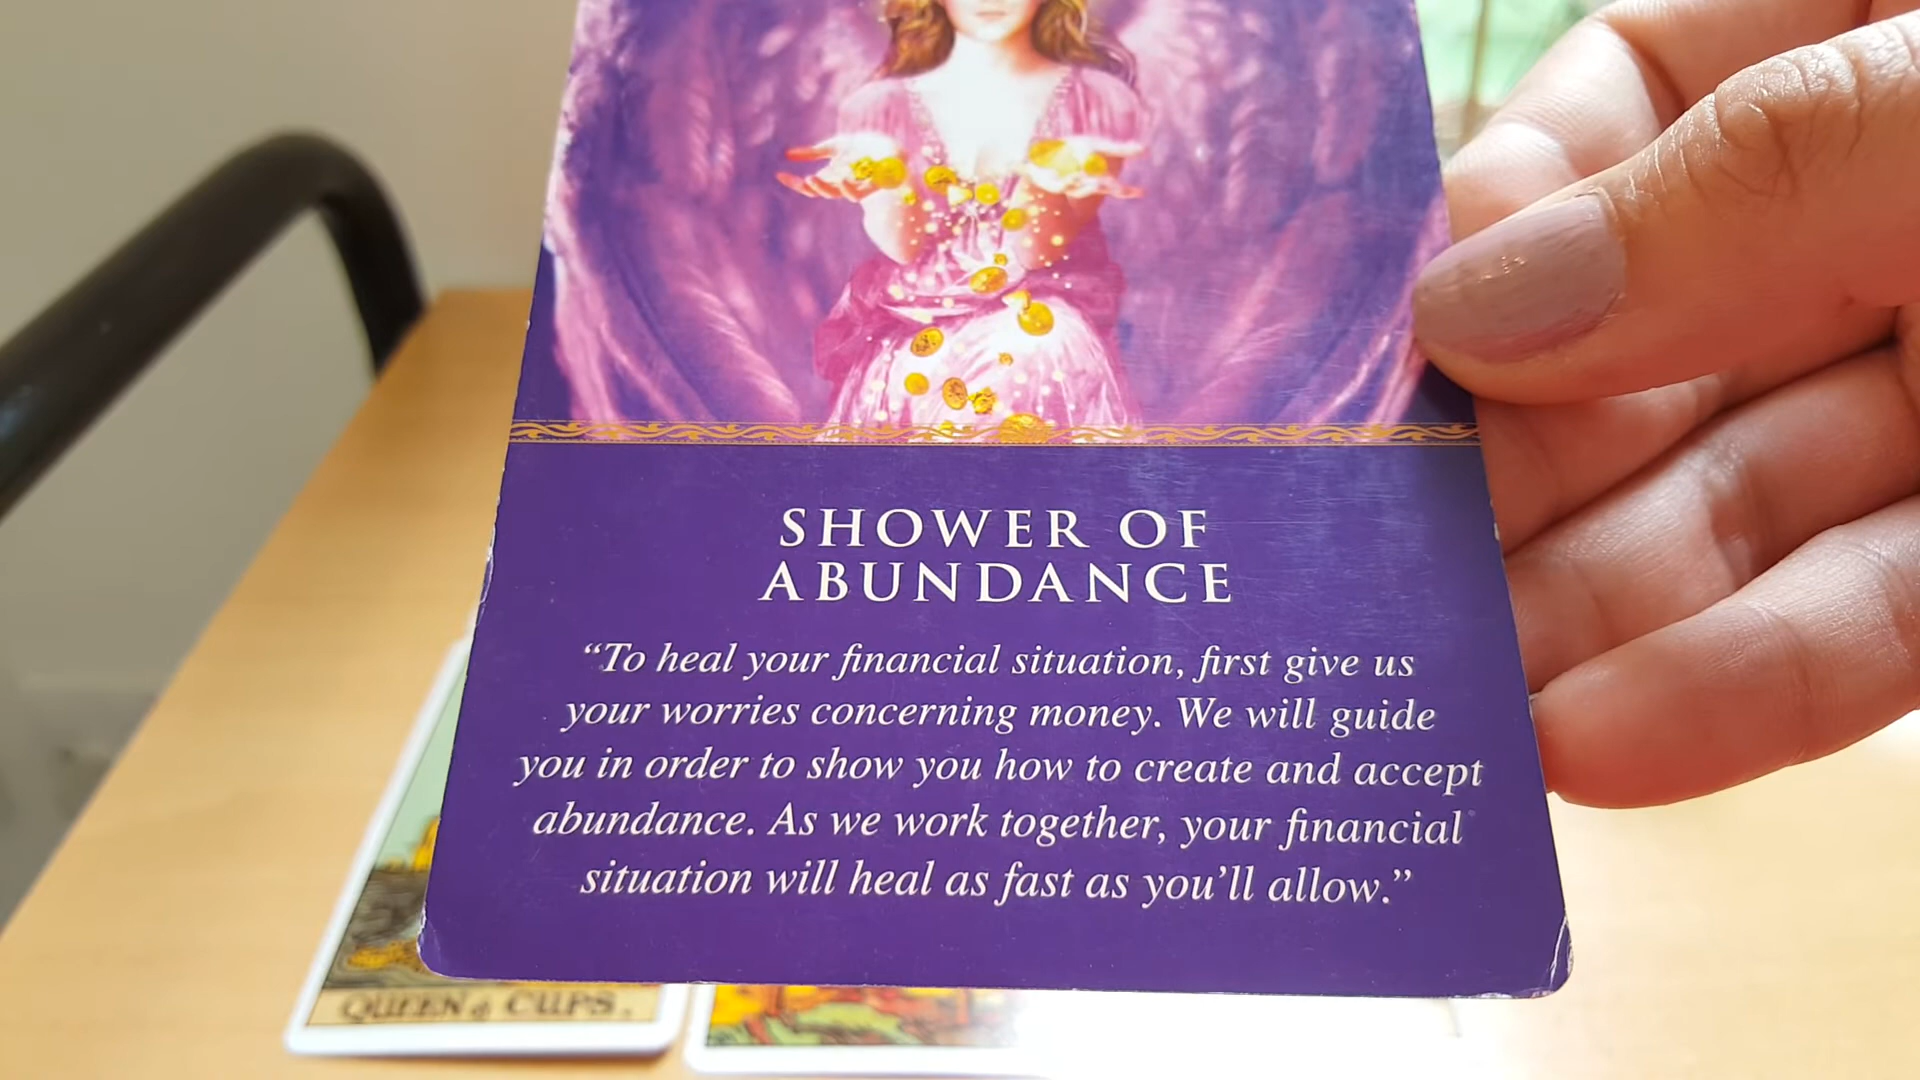 SHOWER OF
ABUNDANCE
“To heal your financial situation, first give us
your worries concerning money. We will guide
you in order to show you how to create and accept
abundance. As we work together, your financial
situation will heal as fast as you’ll allow.”
QUEEN of CUPS.